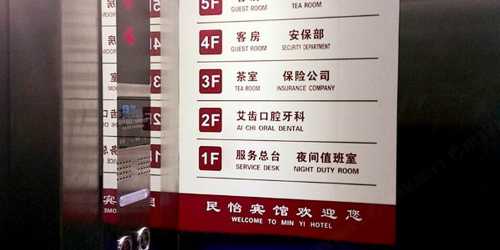 5F
GUEST ROOM TEA ROOM
4F 客房 安保部
GUEST ROOM SECURITY DEPARTMENT
3F 茶室 保险公司
TEA ROOM INSURANCE COMPANY
2F 艾齿口腔牙科
AI CHI ORAL DENTAL
1F 服务总台 夜间值班室
SERVICE DESK NIGHT DUTY ROOM
民怡宾馆欢迎您
WELCOME TO MIN YI HOTEL